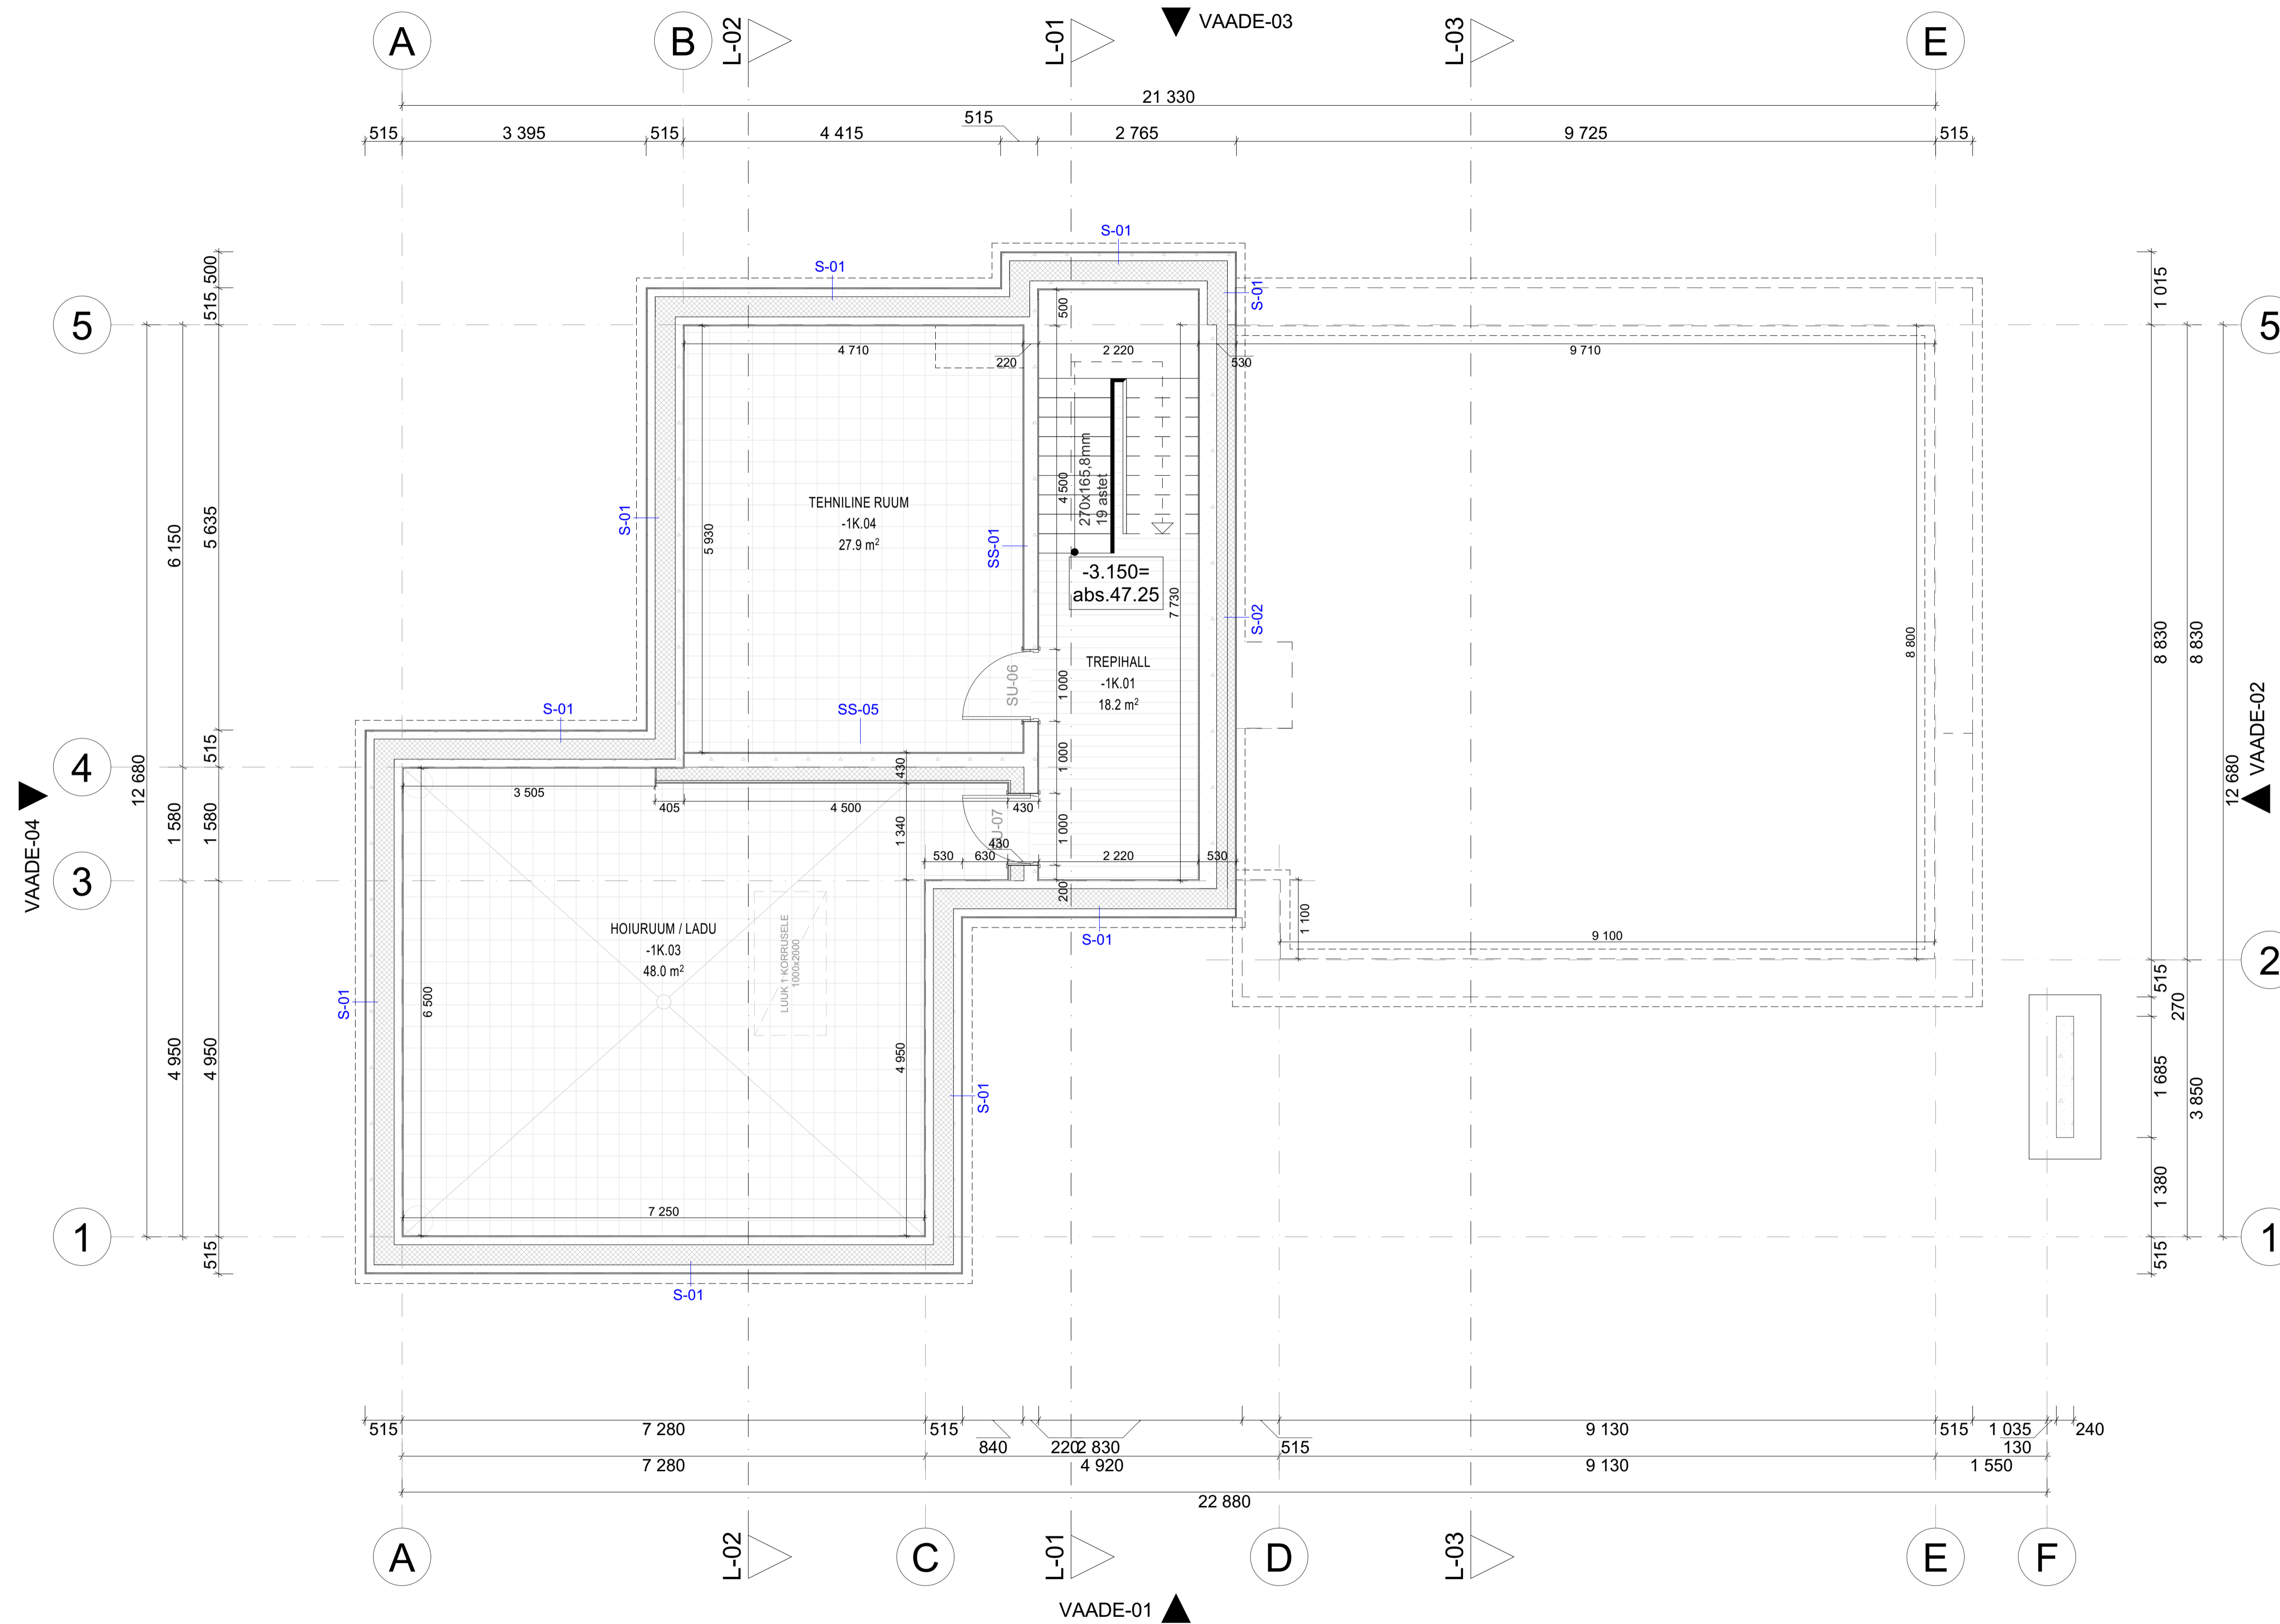 A
B
L-02
L-01
VAADE-03
L-03
E
21 330
515
3 395
515
4 415
515
2 765
9 725
515
S-01
S-01
S-01
500
515
1 015
5
5
500
4 710
220
2 220
530
9 710
12 680
6 150
5 635
S-01
5 930
TEHNILINE RUUM
-1K.04
27.9 m²
SS-01
4 500
270x165,8mm
19 astet
-3.150=
abs.47.25
7 730
S-02
8 800
8 830
8 830
12 680
SU-06
1 000
TREPIHALL
-1K.01
18.2 m²
S-01
SS-05
515
4
430
1 000
VAADE-04
VAADE-02
3 505
405
4 500
430
1 580
1 580
1 340
1 000
430
530
630
2 220
530
3
200
1 100
9 100
S-01
2
HOIURUUM / LADU
-1K.03
48.0 m²
LUUK 1 KORRUSELE
1000x2000
6 500
S-01
4 950
4 950
4 950
S-01
515
270
1 685
3 850
1 380
7 250
1
1
515
515
S-01
515
7 280
515
840
220
2 830
515
9 130
515
1 035
130
240
7 280
4 920
9 130
1 550
22 880
A
L-02
C
L-01
D
L-03
E
F
VAADE-01